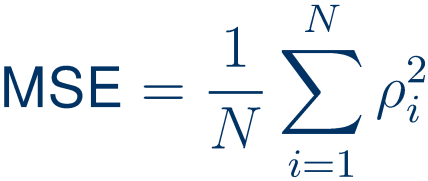 MSE = \frac{1}{N} \sum_{i=1}^{N} \rho_i^2